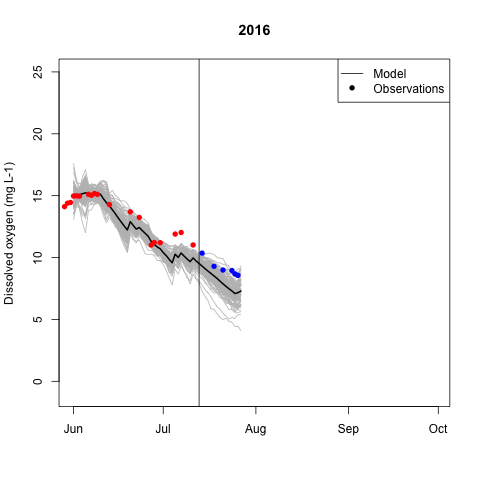 2016
Model
Observations
Dissolved oxygen (mg L-1)
25
20
15
10
5
0
Jun
Jul
Aug
Sep
Oct